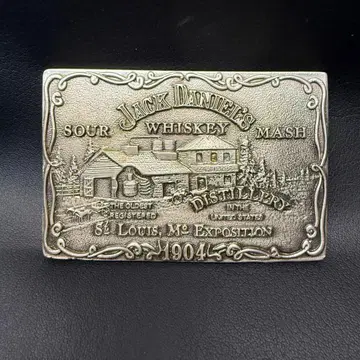 JACK DANIEL'S
SOUR WHISKEY MASH
DISTILLERY
THE OLDEST IN THE
REGISTERED UNITED STATES
St. LOUIS, Mo EXPOSITION
1904